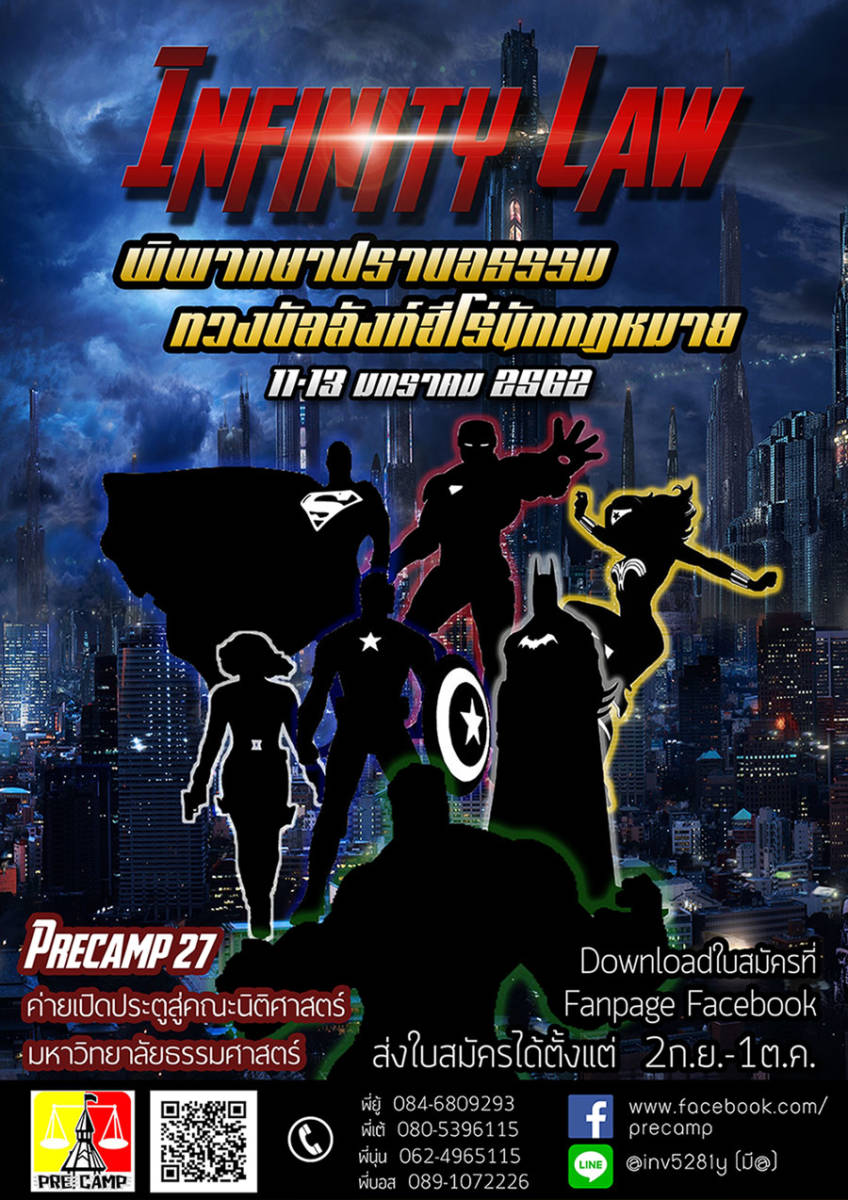 INFINITY LAW
พิพากษาปราบอธรรม
ทวงบัลลังก์ฮีโร่นักกฎหมาย
11-13 มกราคม 2562
PRECAMP 27
ค่ายเปิดประตูสู่คณะนิติศาสตร์
มหาวิทยาลัยธรรมศาสตร์
Downloadใบสมัครที่
Fanpage Facebook
ส่งใบสมัครได้ตั้งแต่ 2ก.ย.-1ต.ค.
PRE CAMP
พี่ยู้ 084-6809293
พี่เต้ 080-5396115
พี่นุ่น 062-4965115
พี่บอส 089-1072226
www.facebook.com/
precamp
LINE
@inv5281y (มี@)